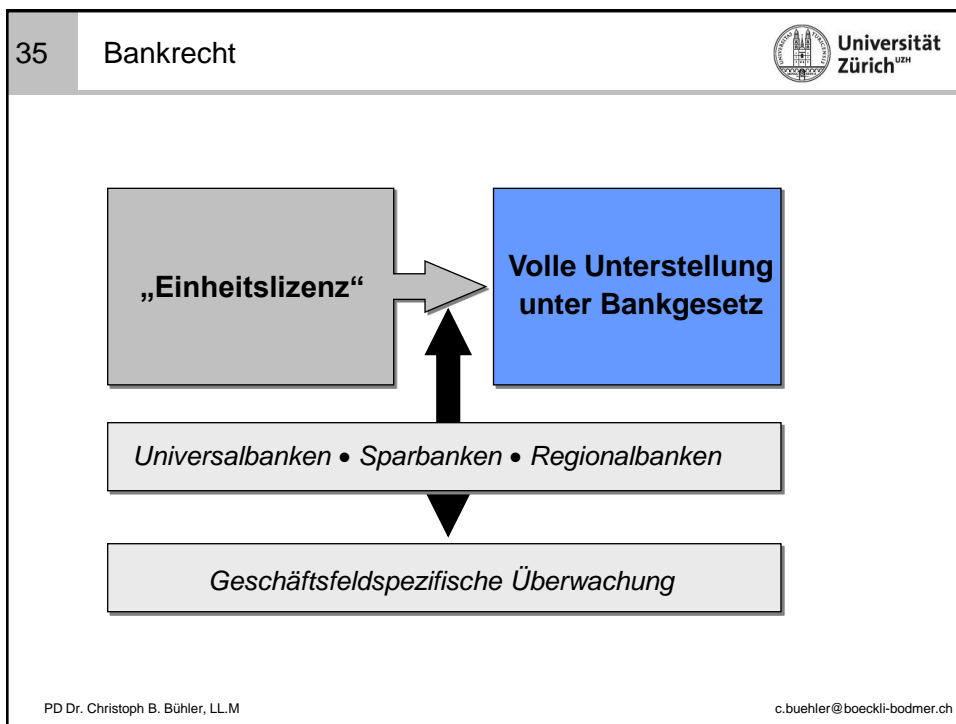 35 Bankrecht
Universität
Zürich UZH
„Einheitslizenz“
Volle Unterstellung
unter Bankgesetz
Universalbanken • Sparbanken • Regionalbanken
Geschäftsfeldspezifische Überwachung
PD Dr. Christoph B. Bühler, LL.M c.buehler@boeckli-bodmer.ch